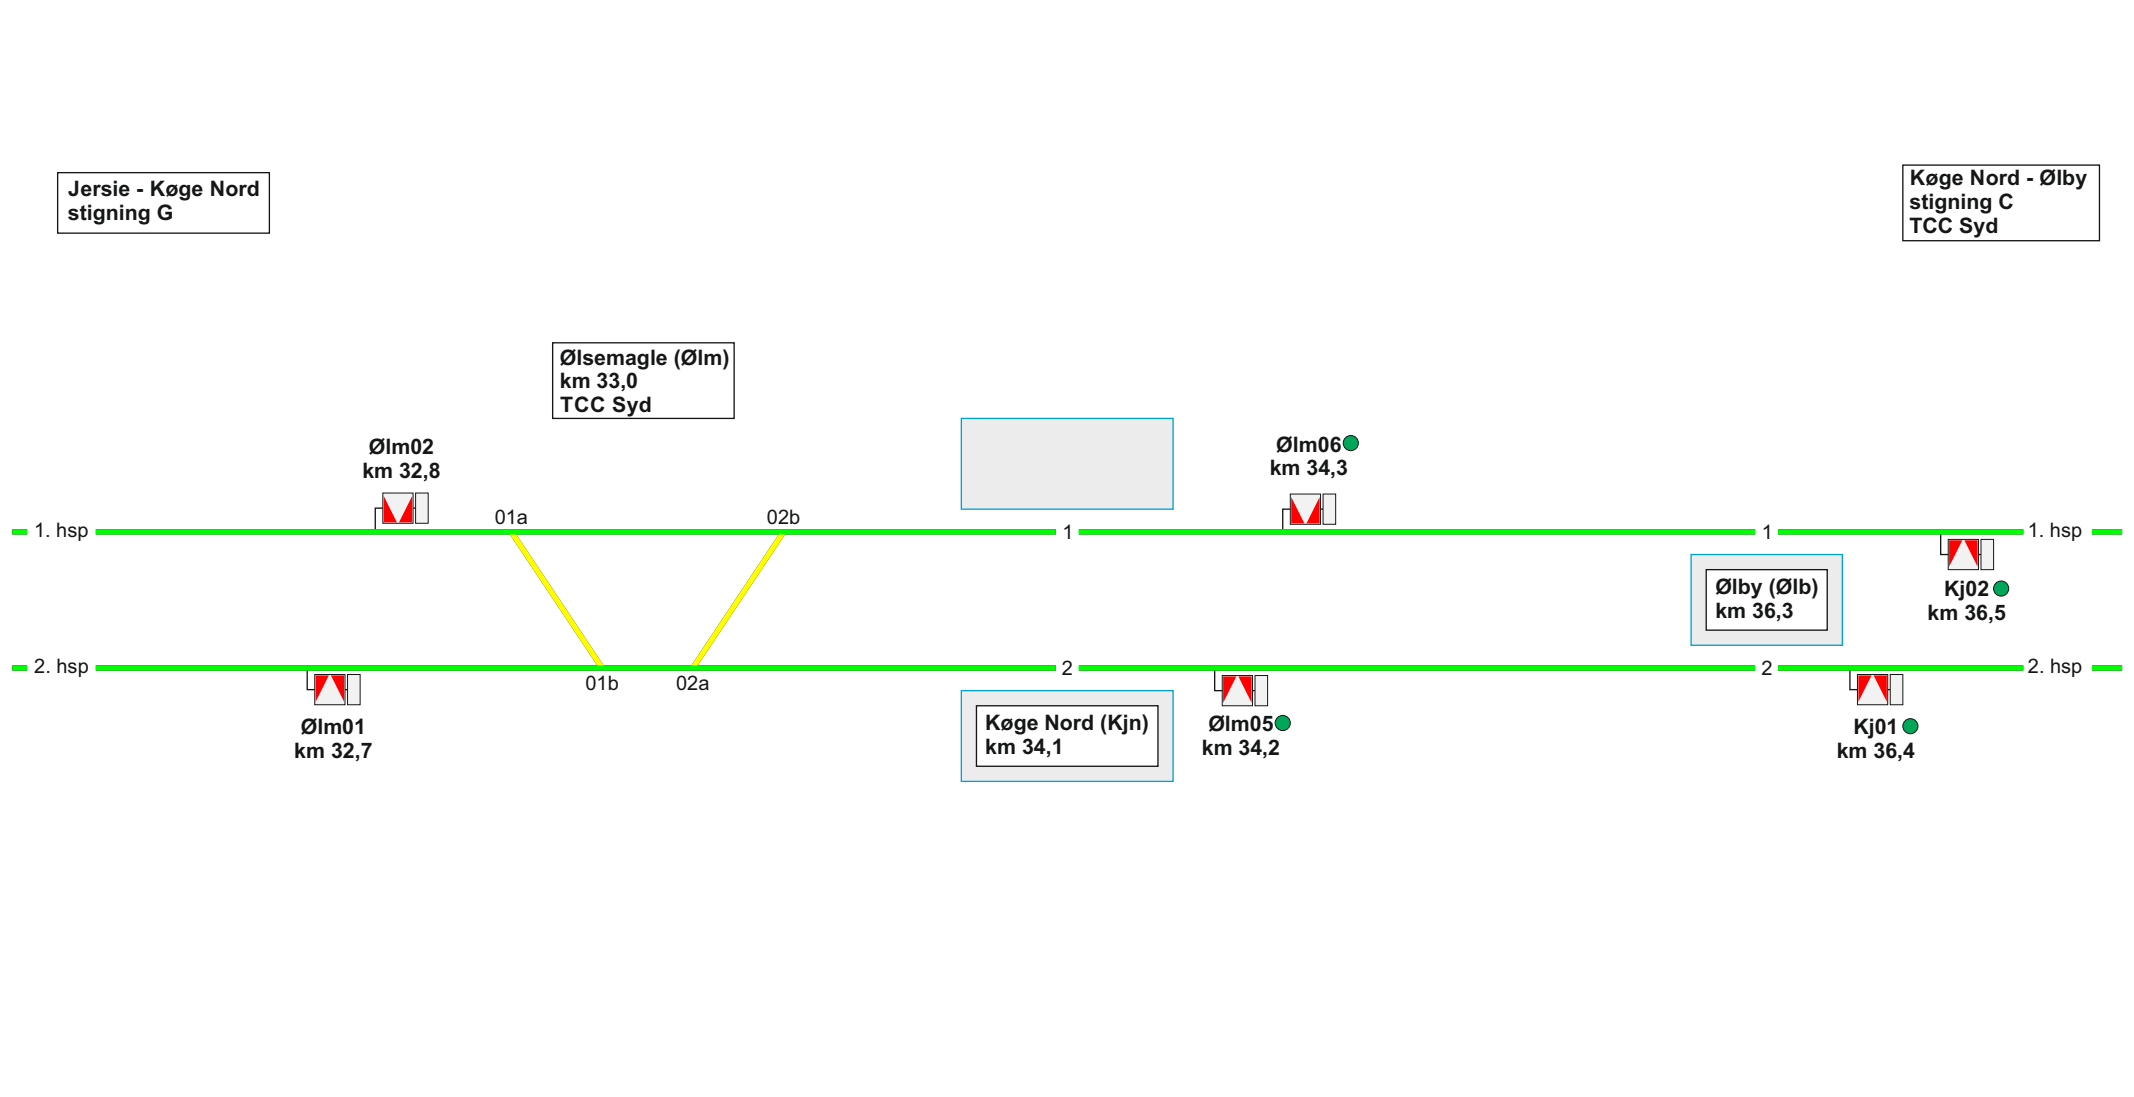 Jersie - Køge Nord
stigning G
Køge Nord - Ølby
stigning C
TCC Syd
Ølsemagle (Ølm)
km 33,0
TCC Syd
Ølm02
km 32,8
Ølm06
km 34,3
01a
02b
1. hsp
1
1
1. hsp
Ølby (Ølb)
km 36,3
Kj02
km 36,5
2. hsp
2
2
2. hsp
01b
02a
Ølm01
km 32,7
Køge Nord (Kjn)
km 34,1
Ølm05
km 34,2
Kj01
km 36,4